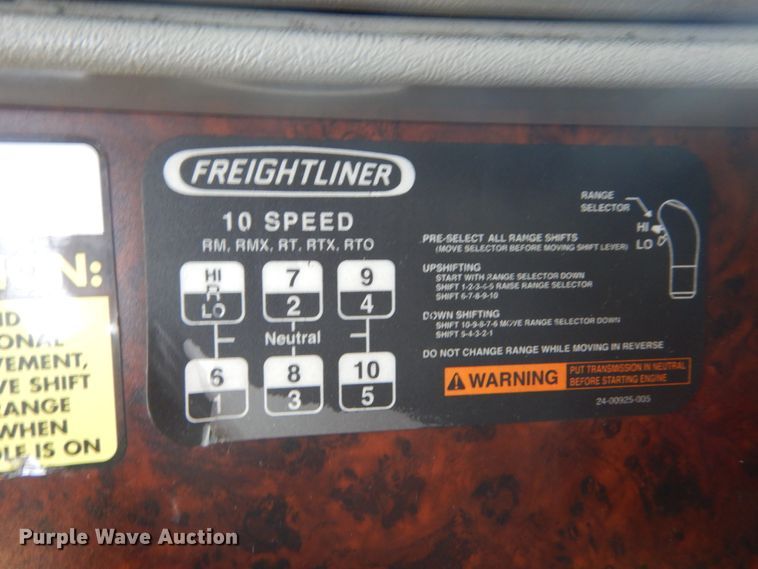 FREIGHTLINER
10 SPEED
RM, RMX, RT, RTX, RTO
HI 7 9
R
LO 2 4
Neutral
6 8 10
1 3 5
RANGE
SELECTOR
HI
LO
PRE-SELECT ALL RANGE SHIFTS
(MOVE SELECTOR BEFORE MOVING SHIFT LEVER)
UPSHIFTING
START WITH RANGE SELECTOR DOWN
SHIFT 1-2-3-4-5 RAISE RANGE SELECTOR
SHIFT 6-7-8-9-10
DOWN SHIFTING
SHIFT 10-9-8-7-6 MOVE RANGE SELECTOR DOWN
SHIFT 5-4-3-2-1
DO NOT CHANGE RANGE WHILE MOVING IN REVERSE
WARNING
PUT TRANSMISSION IN NEUTRAL
BEFORE STARTING ENGINE
24-00925-005
ON:
ND
ONAL
VEMENT,
VE SHIFT
RANGE
WHEN
OLE IS ON
Purple Wave Auction